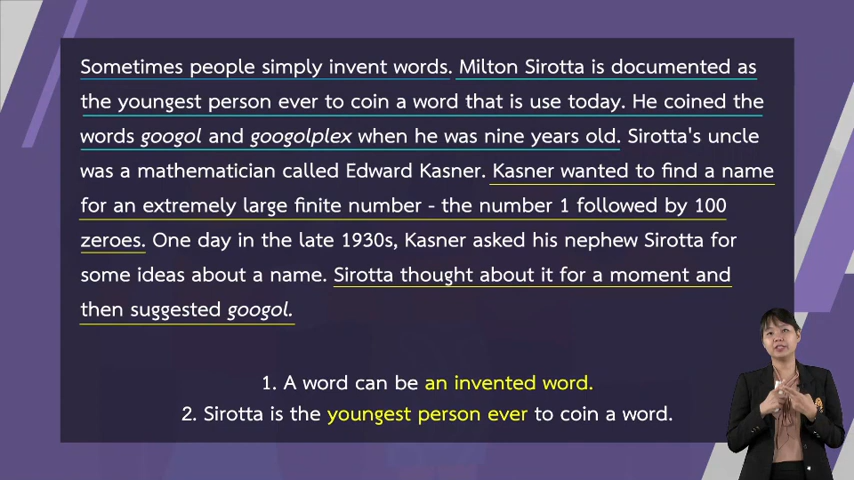 Sometimes people simply invent words. Milton Sirotta is documented as
the youngest person ever to coin a word that is use today. He coined the
words googol and googolplex when he was nine years old. Sirotta's uncle
was a mathematician called Edward Kasner. Kasner wanted to find a name
for an extremely large finite number - the number 1 followed by 100
zeroes. One day in the late 1930s, Kasner asked his nephew Sirotta for
some ideas about a name. Sirotta thought about it for a moment and
then suggested googol.
1. A word can be an invented word.
2. Sirotta is the youngest person ever to coin a word.